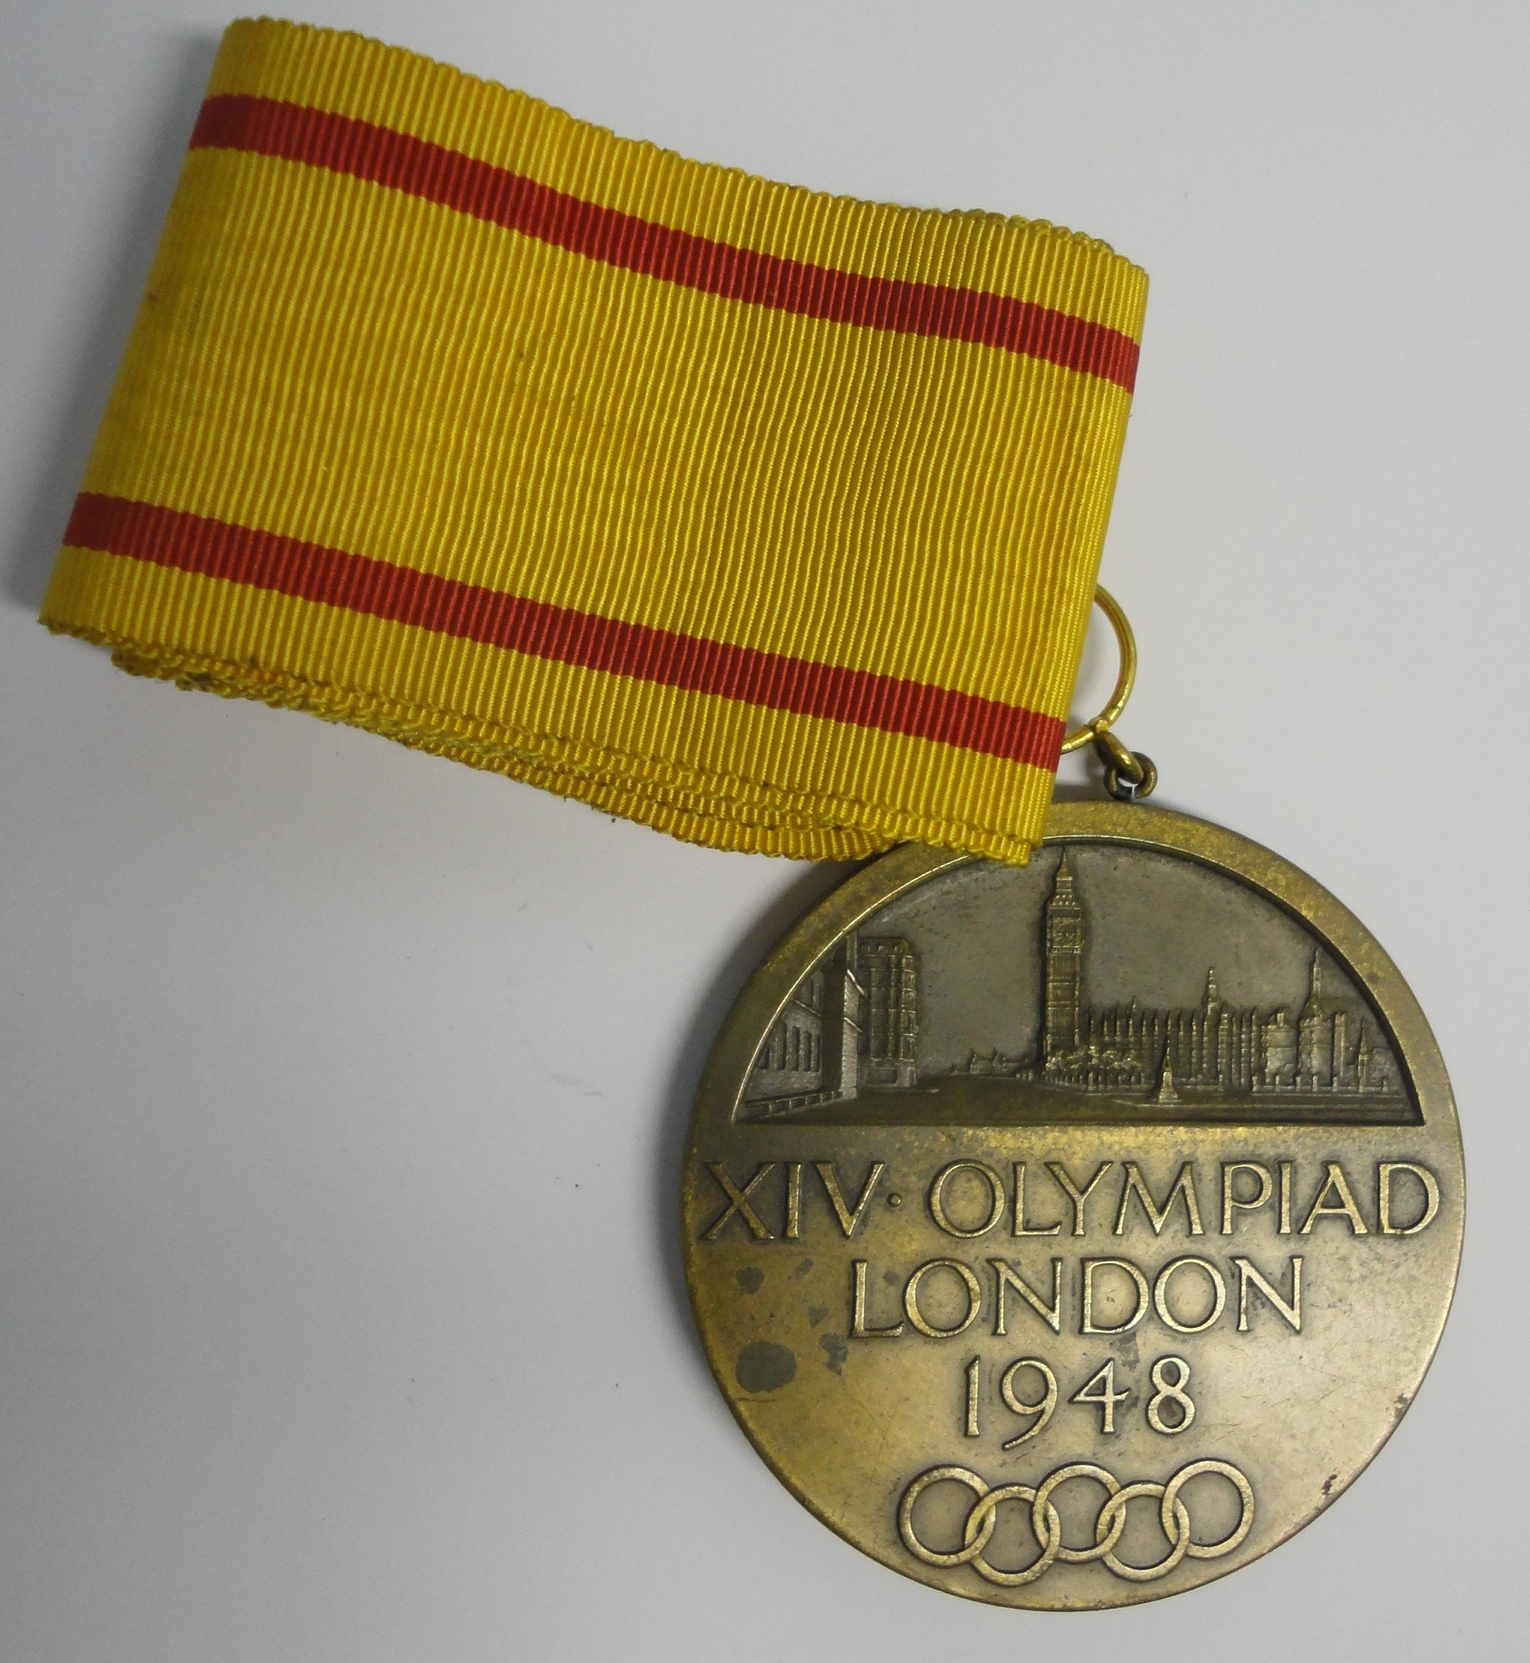 XIV · OLYMPIAD
LONDON
1948